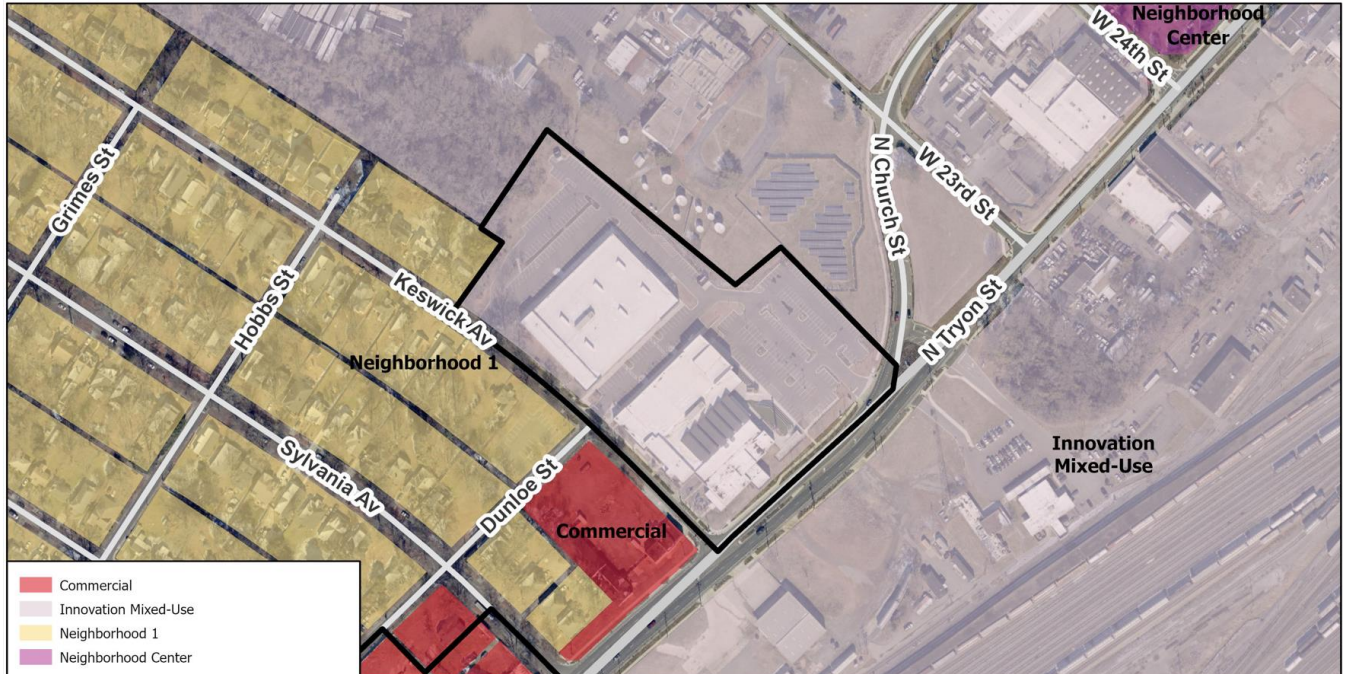 Neighborhood
Center
W 24th St
Grimes St
N Church St
W 23rd St
Hobbs St
Keswick Av
N Tryon St
Neighborhood 1
Innovation
Mixed-Use
Sylvania Av
Dunloe St
Commercial
Commercial
Innovation Mixed-Use
Neighborhood 1
Neighborhood Center